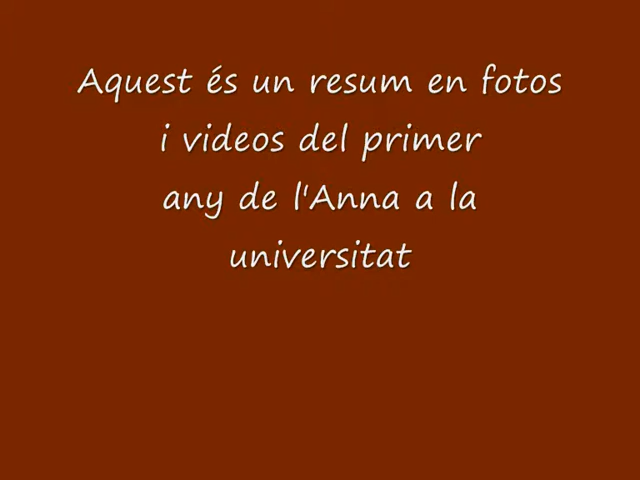 Aquest és un resum en fotos
i videos del primer
any de l'Anna a la
universitat